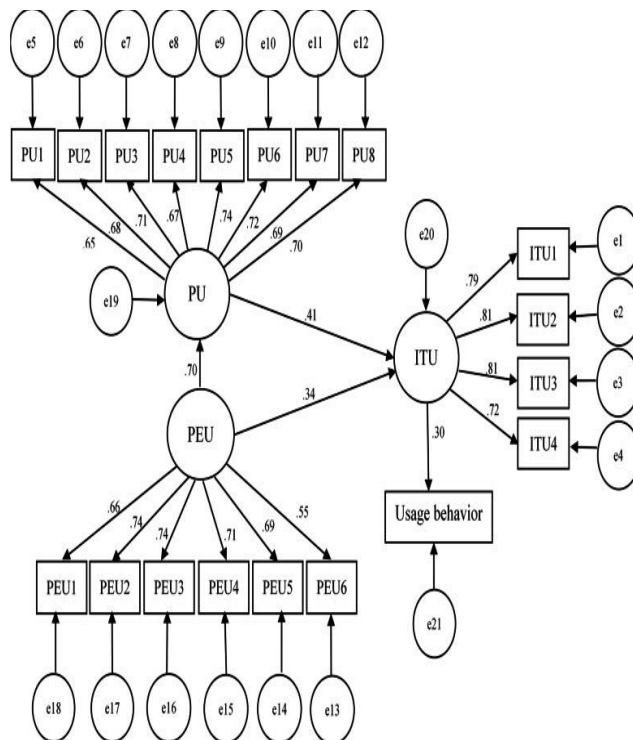 e5 e6 e7 e8 e9 e10 e11 e12
PU1 PU2 PU3 PU4 PU5 PU6 PU7 PU8
.65 .68 .71 .67 .74 .72 .69 .70
e20
e19
PU
ITU1
e1
.79
.41
.81
ITU2
e2
ITU
.81
ITU3
e3
.70
.34
.72
ITU4
e4
PEU
.30
Usage behavior
.66 .74 .74 .71 .69 .55
PEU1 PEU2 PEU3 PEU4 PEU5 PEU6
e21
e18 e17 e16 e15 e14 e13